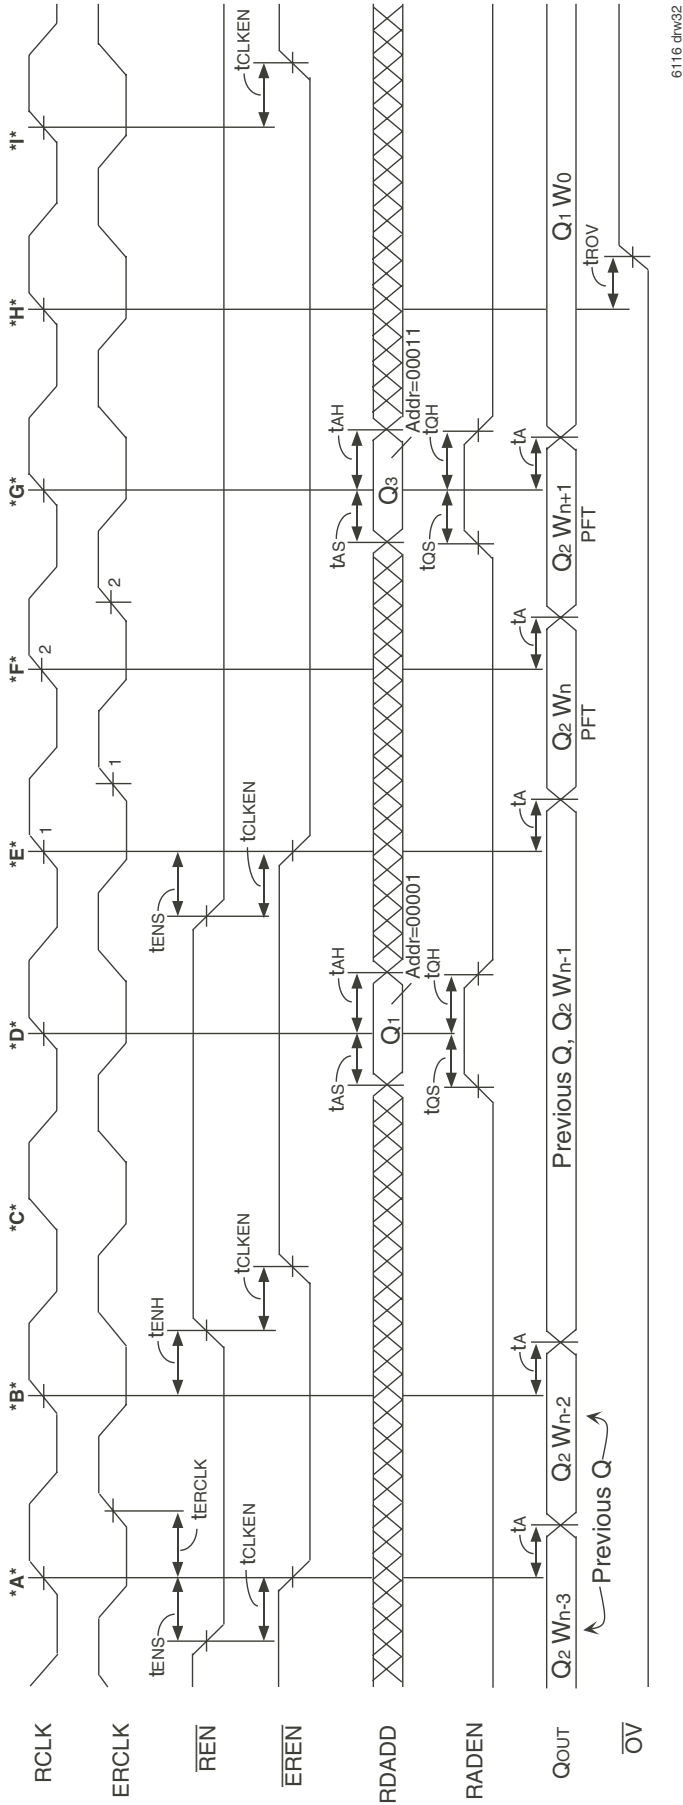 *A* *B* *C* *D* *E* *F* *G* *H* *I*
RCLK 1 2
ERCLK 1 2
tENS tERCLK tENH tENS
REN
tCLKEN tCLKEN tCLKEN tCLKEN
EREN
tAS tAH tAS tAH
RDADD Q1 Q3
Addr=00001 Addr=00011
tQS tQH tQS tQH
RADEN
tA tA tA tA tA
QOUT Q2 Wn-3 Q2 Wn-2 Previous Q, Q2 Wn-1 Q2 Wn Q2 Wn+1 Q1 W0
PFT PFT
Previous Q
tROV
OV
6116 drw32